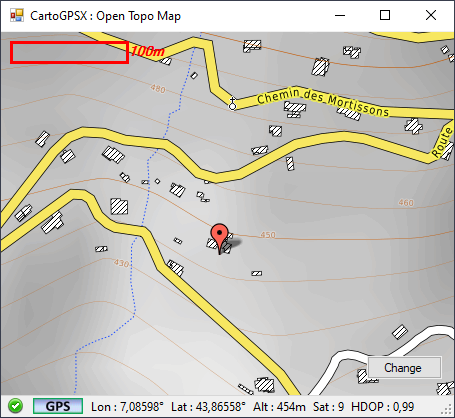 CartoGPSX : Open Topo Map
100m
480
Chemin des Mortissons
Route
460
450
430
Change
GPS Lon : 7,08598° Lat : 43,86558° Alt : 454m Sat : 9 HDOP : 0,99